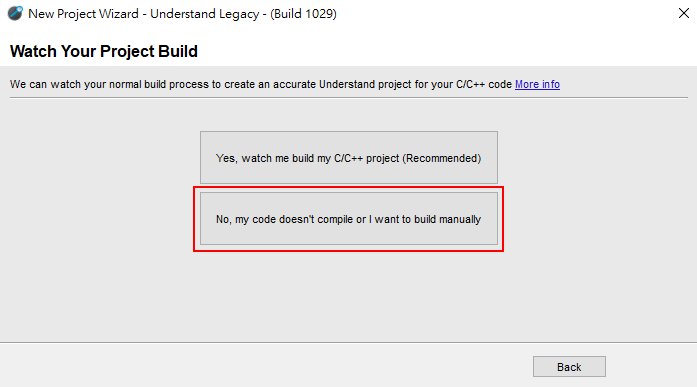 New Project Wizard - Understand Legacy - (Build 1029)
Watch Your Project Build
We can watch your normal build process to create an accurate Understand project for your C/C++ code More info
Yes, watch me build my C/C++ project (Recommended)
No, my code doesn't compile or I want to build manually
Back